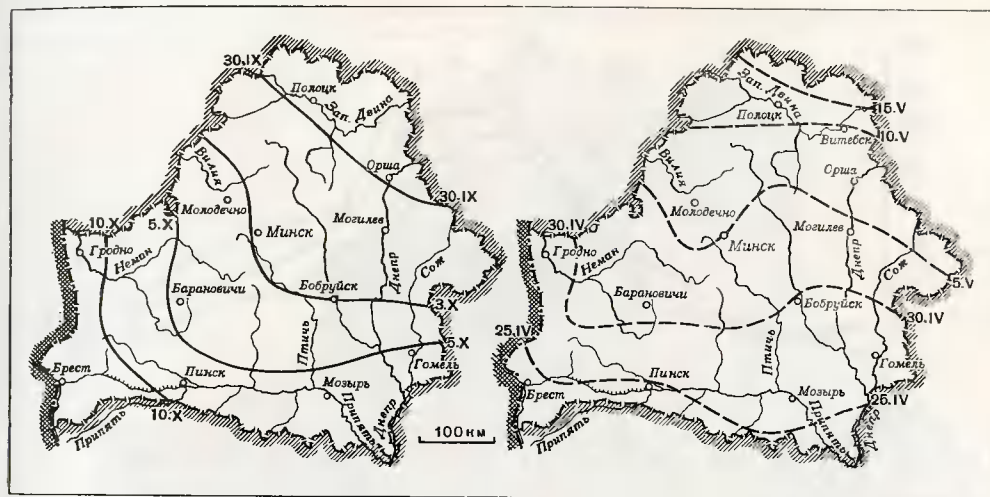 30.IX
Полоцк
Зап. Двина
Орша
30.IX
Вилия
Молодечно
Минск
Могилев
10.X
5.X
Гродно
Неман
Днепр
Сож
Барановичи
Бобруйск
3.X
5.X
Птичь
Гомель
Брест
Пинск
Мозырь
10.X
Припять
Припять
Днепр
100 км
15.V
Зап. Двина
Полоцк
10.V
Витебск
Орша
Вилия
Молодечно
Минск
Могилев
30.IV
Гродно
Неман
Днепр
Сож
5.V
Барановичи
Бобруйск
30.IV
25.IV
Птичь
Гомель
Брест
Пинск
Мозырь
25.IV
Припять
Припять
Днепр